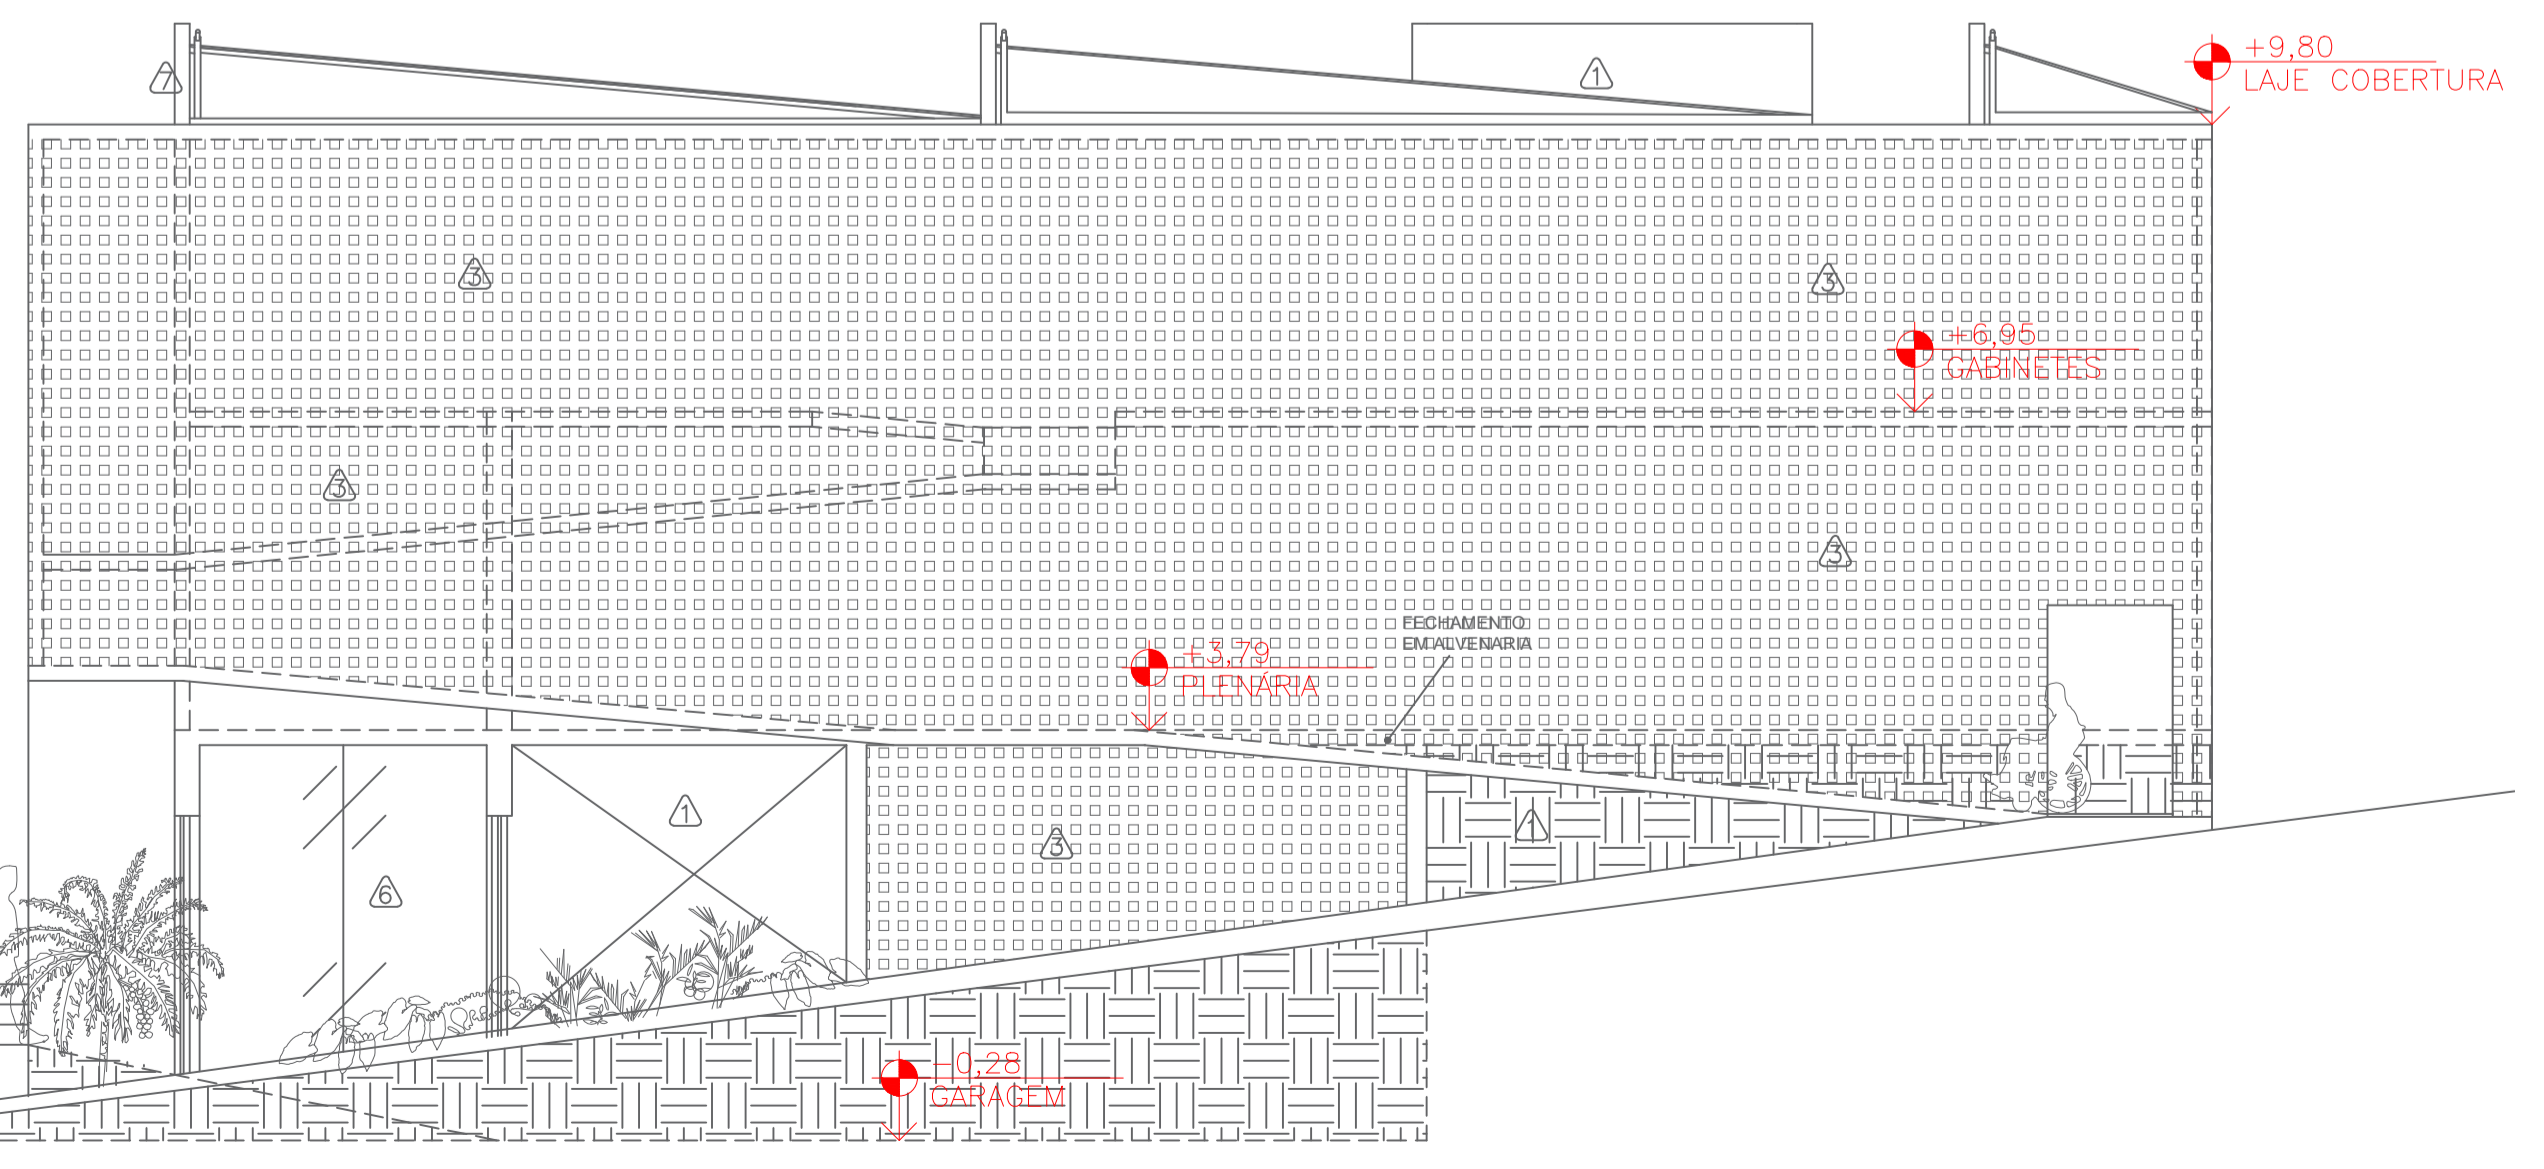 +9,80
LAJE COBERTURA
7
1
3
3
+6,95
GABINETES
3
3
FECHAMENTO
EM ALVENARIA
+3,79
PLENÁRIA
1
1
3
6
-0,28
GARAGEM